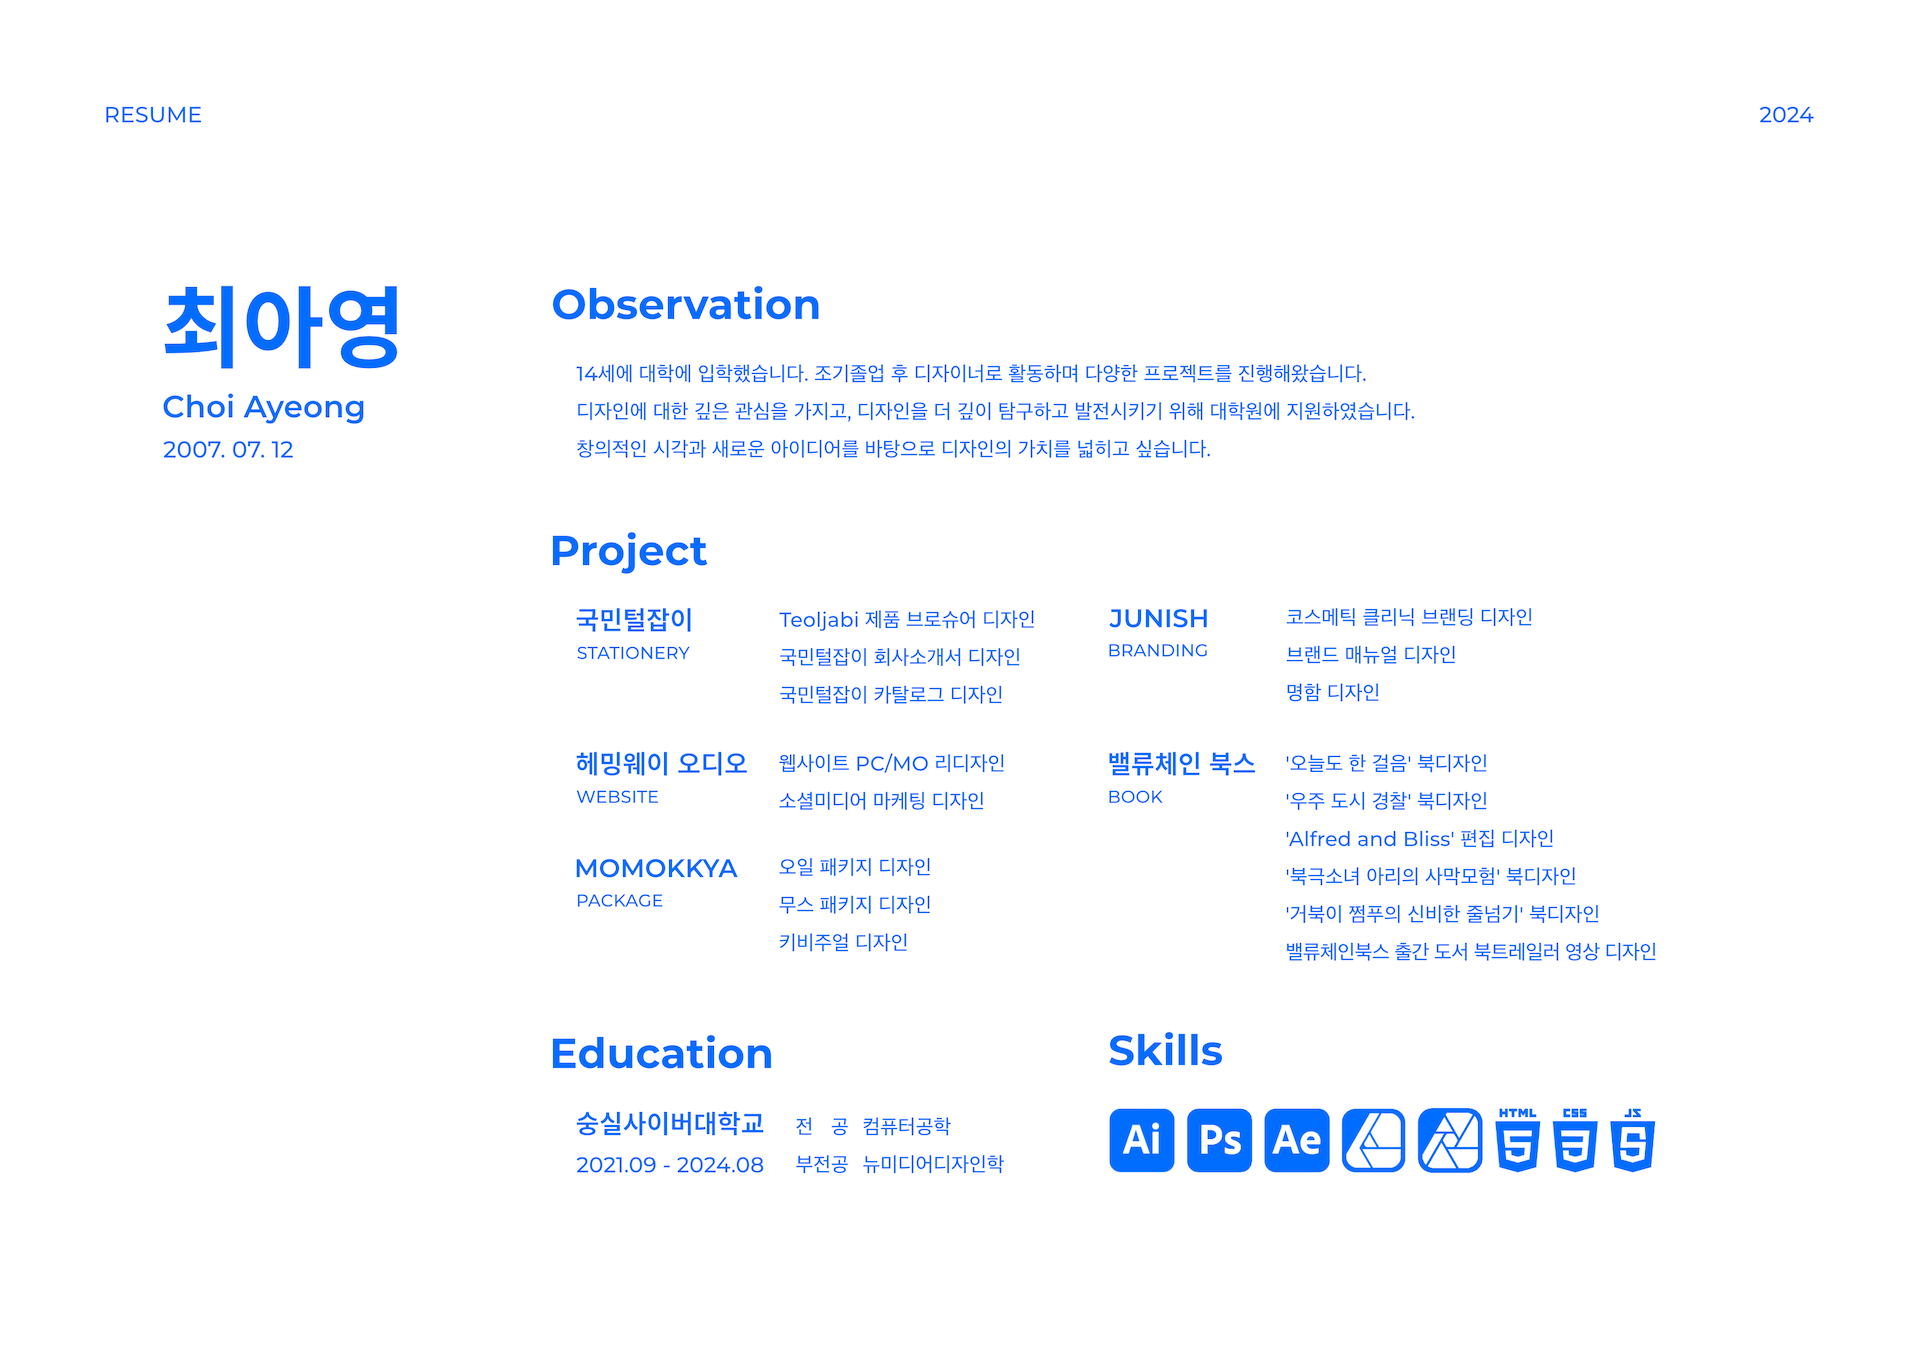 RESUME
2024
최아영
Choi Ayeong
2007. 07. 12
Observation
14세에 대학에 입학했습니다. 조기졸업 후 디자이너로 활동하며 다양한 프로젝트를 진행해왔습니다.
디자인에 대한 깊은 관심을 가지고, 디자인을 더 깊이 탐구하고 발전시키기 위해 대학원에 지원하였습니다.
창의적인 시각과 새로운 아이디어를 바탕으로 디자인의 가치를 넓히고 싶습니다.
Project
국민털잡이
STATIONERY
Teoljabi 제품 브로슈어 디자인
국민털잡이 회사소개서 디자인
국민털잡이 카탈로그 디자인
JUNISH
BRANDING
코스메틱 클리닉 브랜딩 디자인
브랜드 매뉴얼 디자인
명함 디자인
헤밍웨이 오디오
WEBSITE
웹사이트 PC/MO 리디자인
소셜미디어 마케팅 디자인
MOMOKKYA
PACKAGE
오일 패키지 디자인
무스 패키지 디자인
키비주얼 디자인
밸류체인 북스
BOOK
'오늘도 한 걸음' 북디자인
'우주 도시 경찰' 북디자인
'Alfred and Bliss' 편집 디자인
'북극소녀 아리의 사막모험' 북디자인
'거북이 쩜푸의 신비한 줄넘기' 북디자인
밸류체인북스 출간 도서 북트레일러 영상 디자인
Education
숭실사이버대학교
2021.09 - 2024.08
전 공 컴퓨터공학
부전공 뉴미디어디자인학
Skills
Ai Ps Ae HTML 5 CSS 3 JS 5